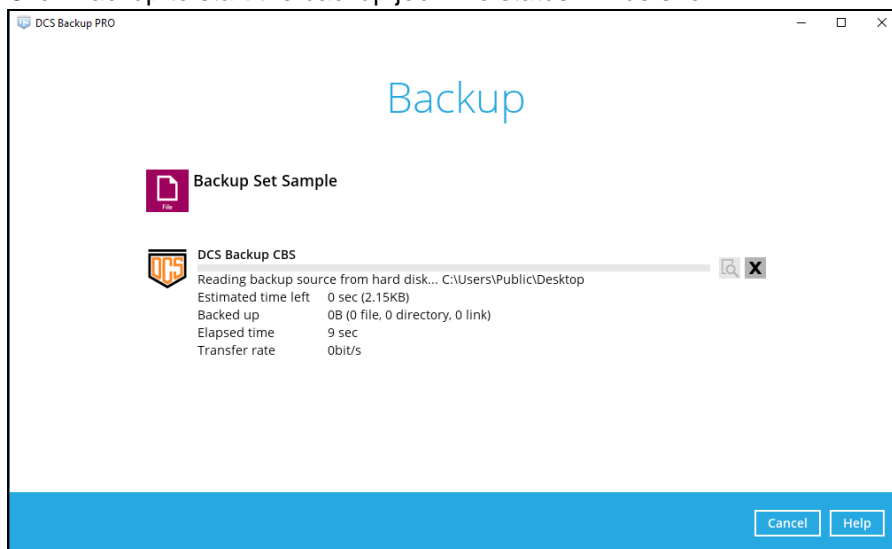 DCS Backup PRO
Backup
Backup Set Sample
File
DCS
DCS Backup CBS
Reading backup source from hard disk... C:\Users\Public\Desktop
Estimated time left 0 sec (2.15KB)
Backed up 0B (0 file, 0 directory, 0 link)
Elapsed time 9 sec
Transfer rate 0bit/s
X
Cancel Help